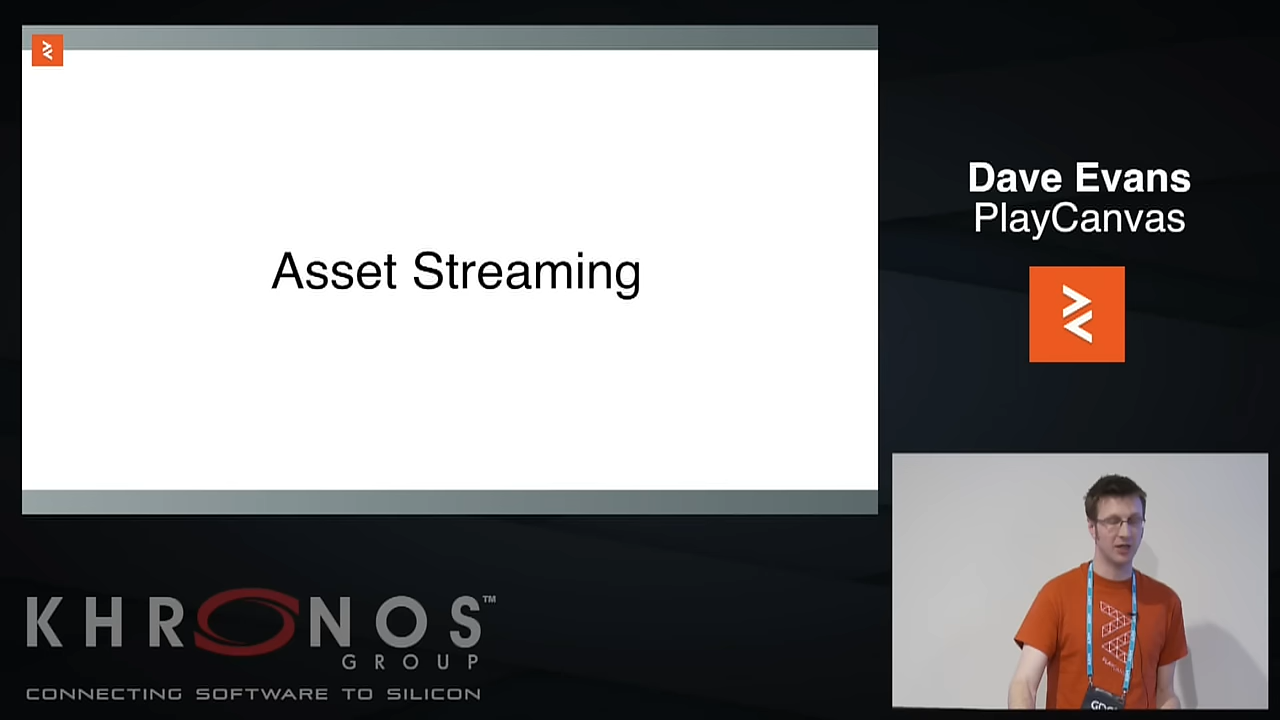 Asset Streaming
Dave Evans
PlayCanvas
KHRONOS™
GROUP
CONNECTING SOFTWARE TO SILICON